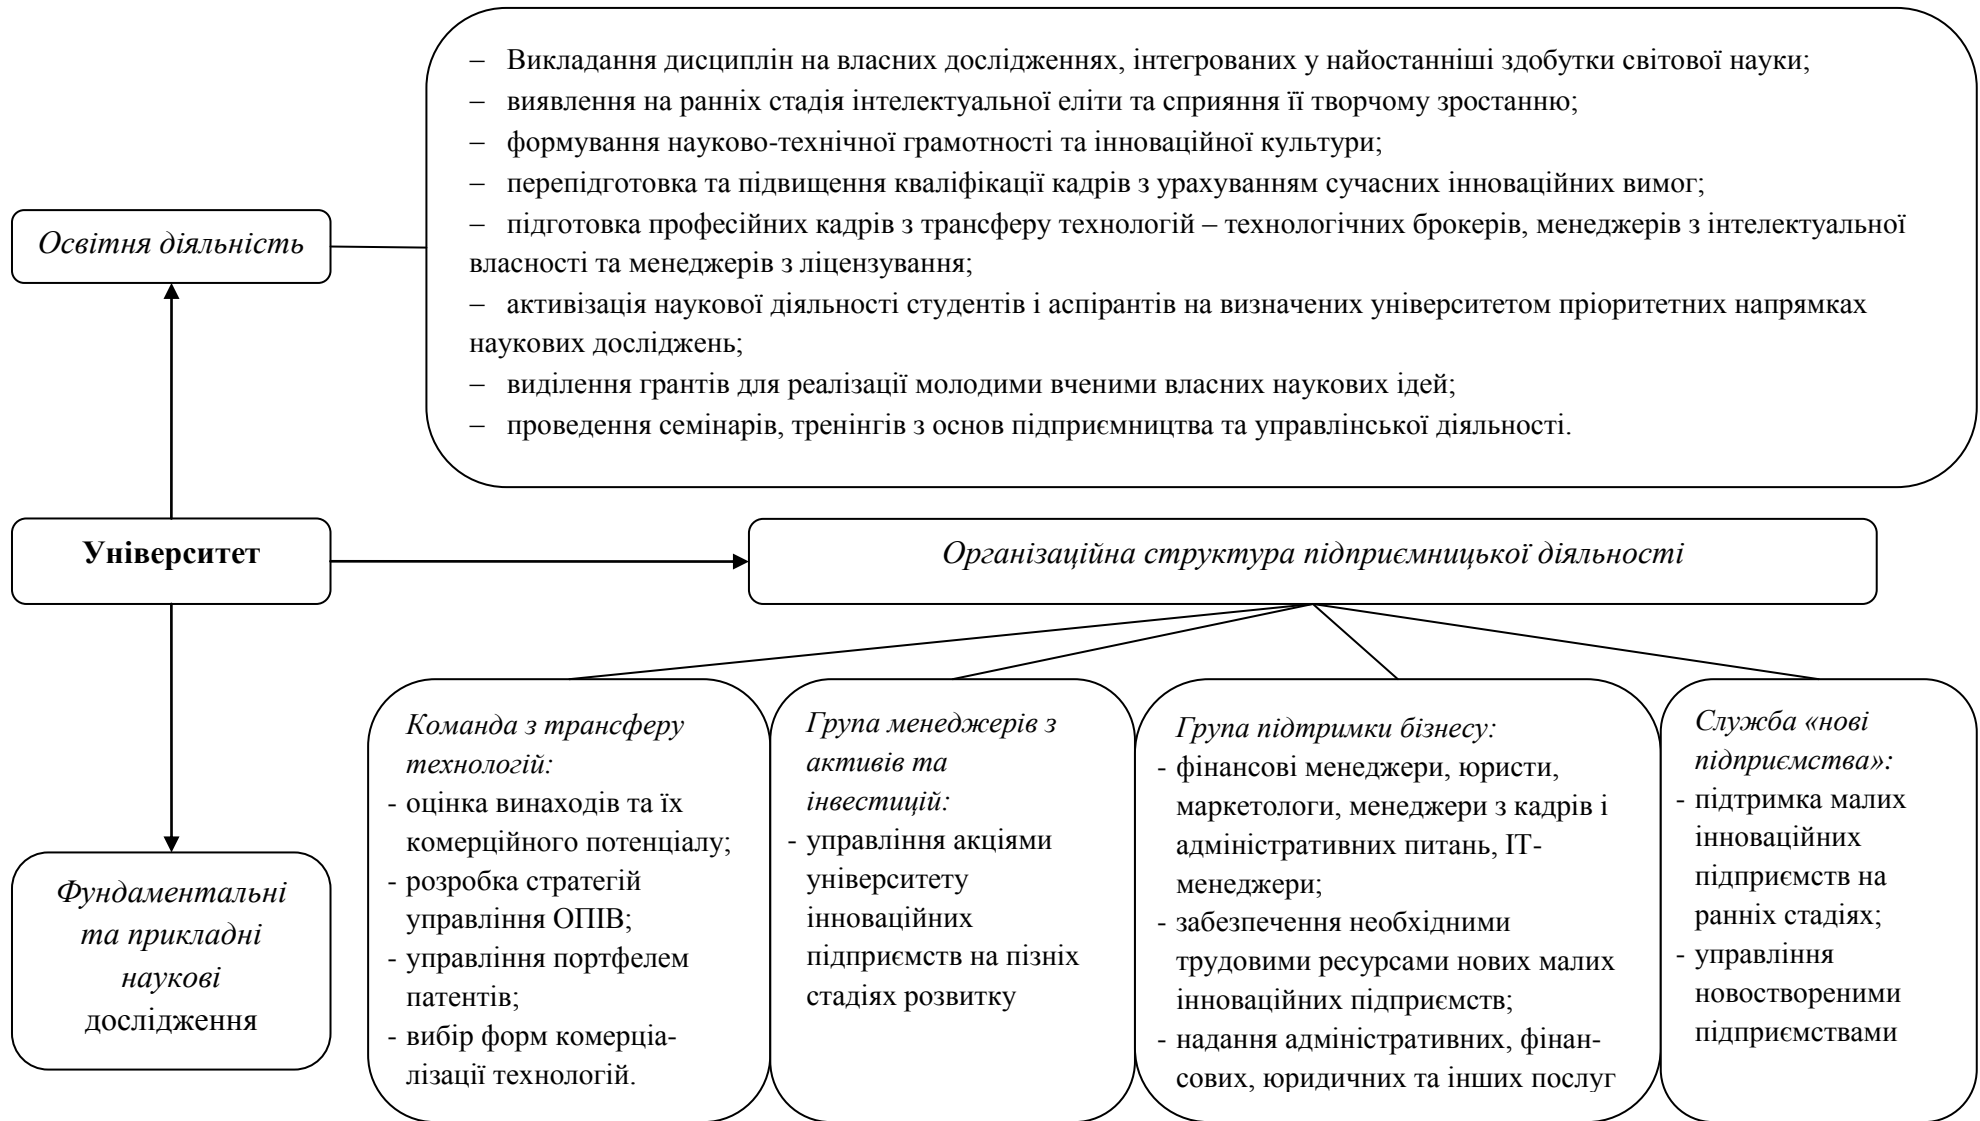 – Викладання дисциплін на власних дослідженнях, інтегрованих у найостанніші здобутки світової науки;
– виявлення на ранніх стадія інтелектуальної еліти та сприяння її творчому зростанню;
– формування науково-технічної грамотності та інноваційної культури;
– перепідготовка та підвищення кваліфікації кадрів з урахуванням сучасних інноваційних вимог;
– підготовка професійних кадрів з трансферу технологій – технологічних брокерів, менеджерів з інтелектуальної
власності та менеджерів з ліцензування;
– активізація наукової діяльності студентів і аспірантів на визначених університетом пріоритетних напрямках
наукових досліджень;
– виділення грантів для реалізації молодими вченими власних наукових ідей;
– проведення семінарів, тренінгів з основ підприємництва та управлінської діяльності.
Освітня діяльність
Університет
Організаційна структура підприємницької діяльності
Фундаментальні
та прикладні
наукові
дослідження
Команда з трансферу
технологій:
- оцінка винаходів та їх
комерційного потенціалу;
- розробка стратегій
управління ОПІВ;
- управління портфелем
патентів;
- вибір форм комерціа-
лізації технологій.
Група менеджерів з
активів та
інвестицій:
- управління акціями
університету
інноваційних
підприємств на пізніх
стадіях розвитку
Група підтримки бізнесу:
- фінансові менеджери, юристи,
маркетологи, менеджери з кадрів і
адміністративних питань, ІТ-
менеджери;
- забезпечення необхідними
трудовими ресурсами нових малих
інноваційних підприємств;
- надання адміністративних, фінан-
сових, юридичних та інших послуг
Служба «нові
підприємства»:
- підтримка малих
інноваційних
підприємств на
ранніх стадіях;
- управління
новоствореними
підприємствами